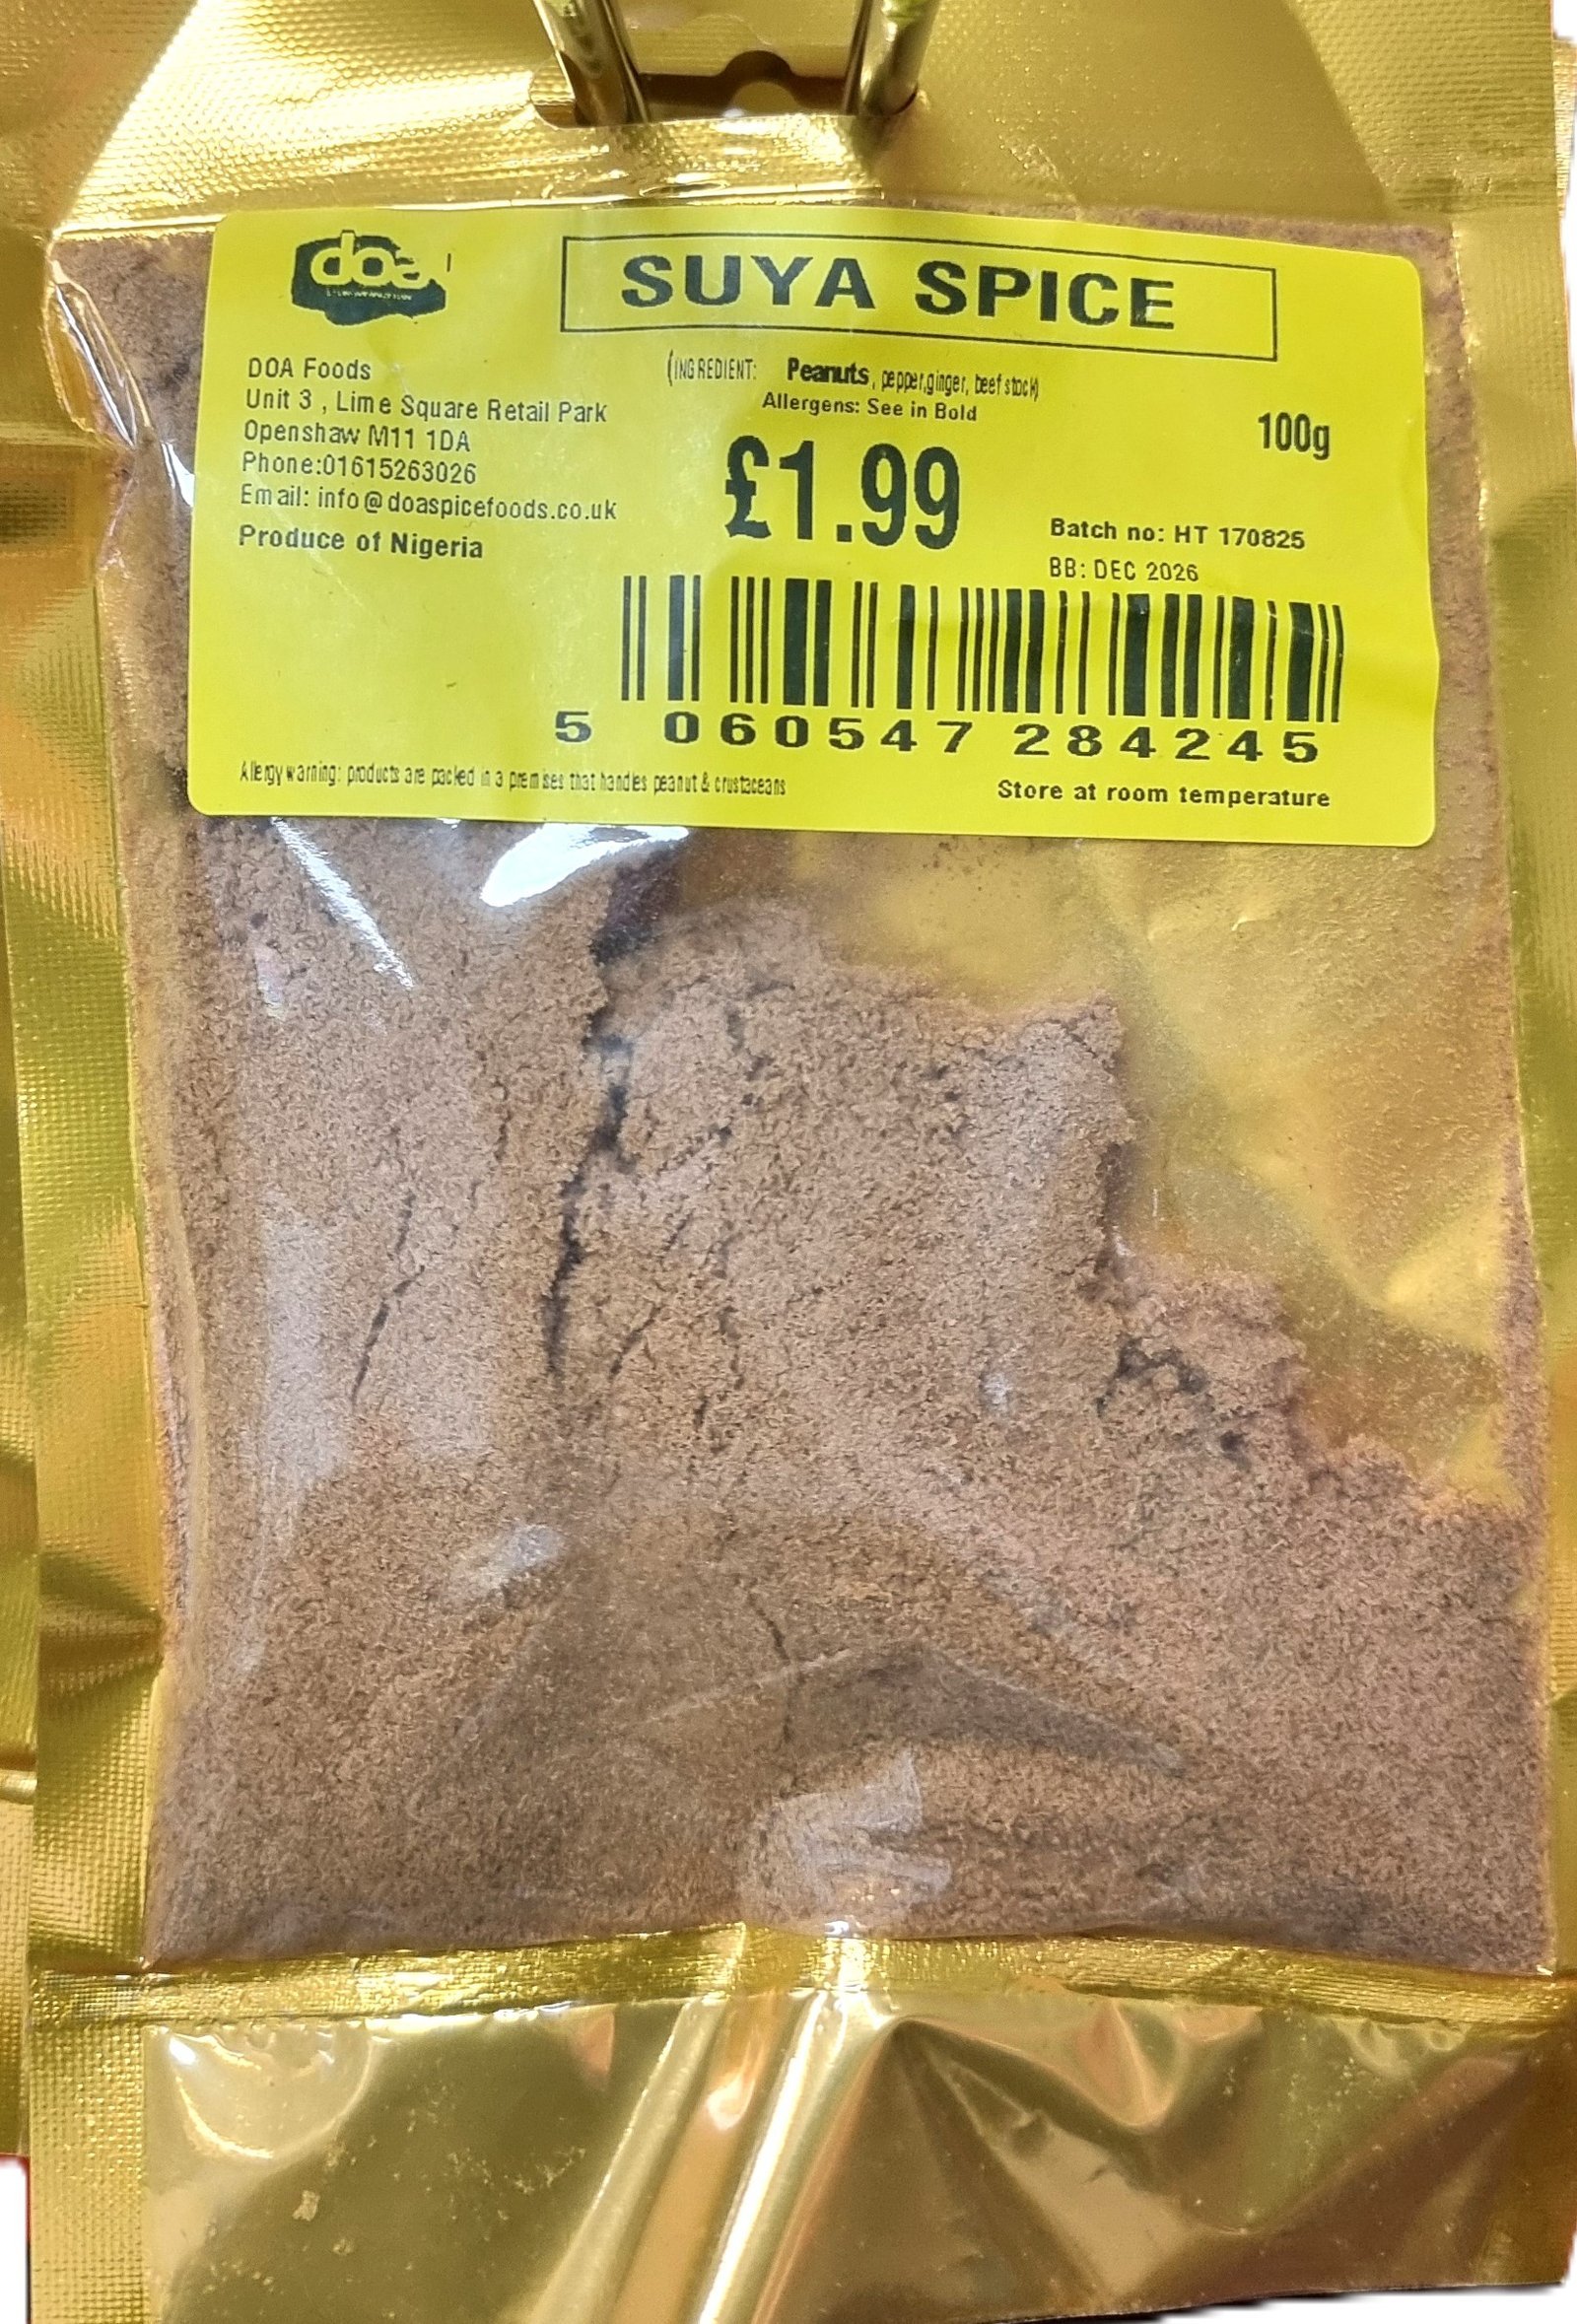 doa
SUYA SPICE
DOA Foods
Unit 3 , Lime Square Retail Park
Openshaw M11 1DA
Phone:01615263026
Email: info@doaspicefoods.co.uk
Produce of Nigeria
(INGREDIENT: Peanuts, pepper,ginger, beef stock)
Allergens: See in Bold
100g
£1.99
Batch no: HT 170825
BB: DEC 2026
5 060547 284245
Allergy warning: products are packed in a premises that handles peanut & crustaceans
Store at room temperature